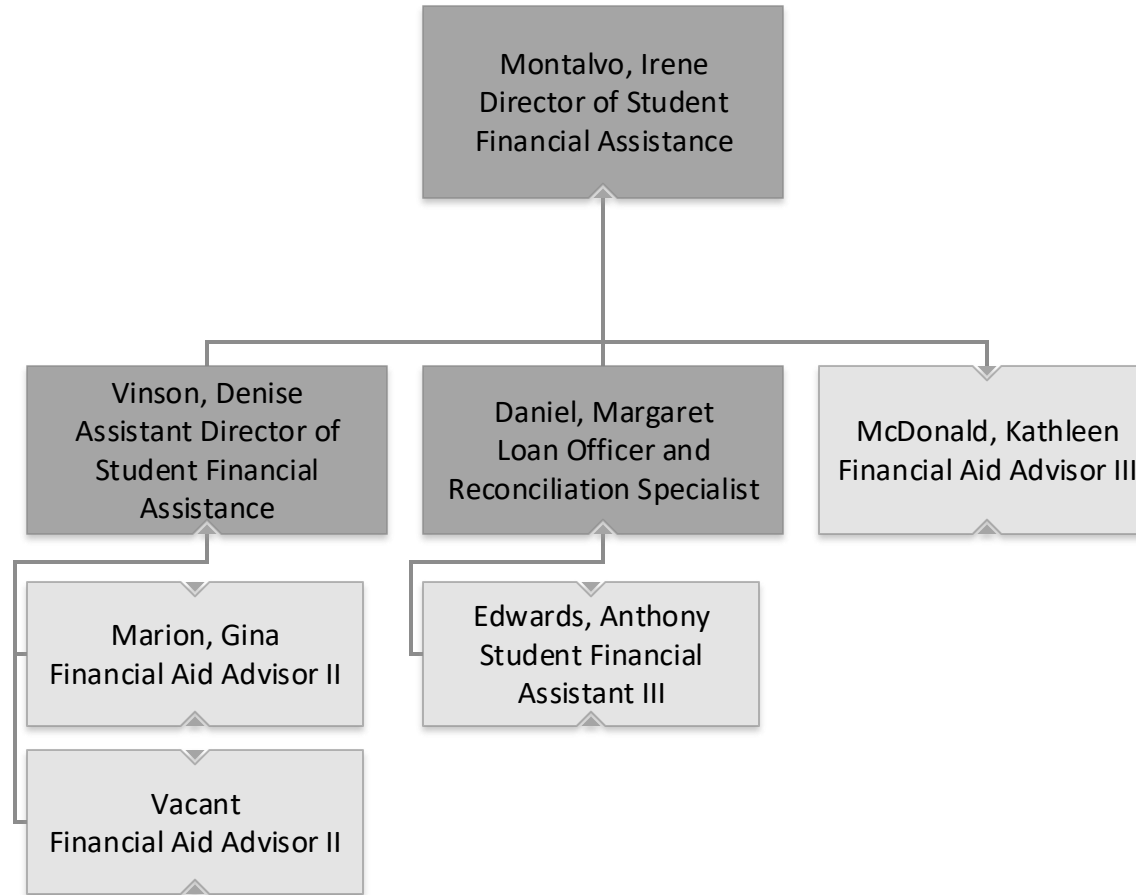 Montalvo, Irene
Director of Student
Financial Assistance
Vinson, Denise
Assistant Director of
Student Financial
Assistance
Daniel, Margaret
Loan Officer and
Reconciliation Specialist
McDonald, Kathleen
Financial Aid Advisor III
Marion, Gina
Financial Aid Advisor II
Edwards, Anthony
Student Financial
Assistant III
Vacant
Financial Aid Advisor II